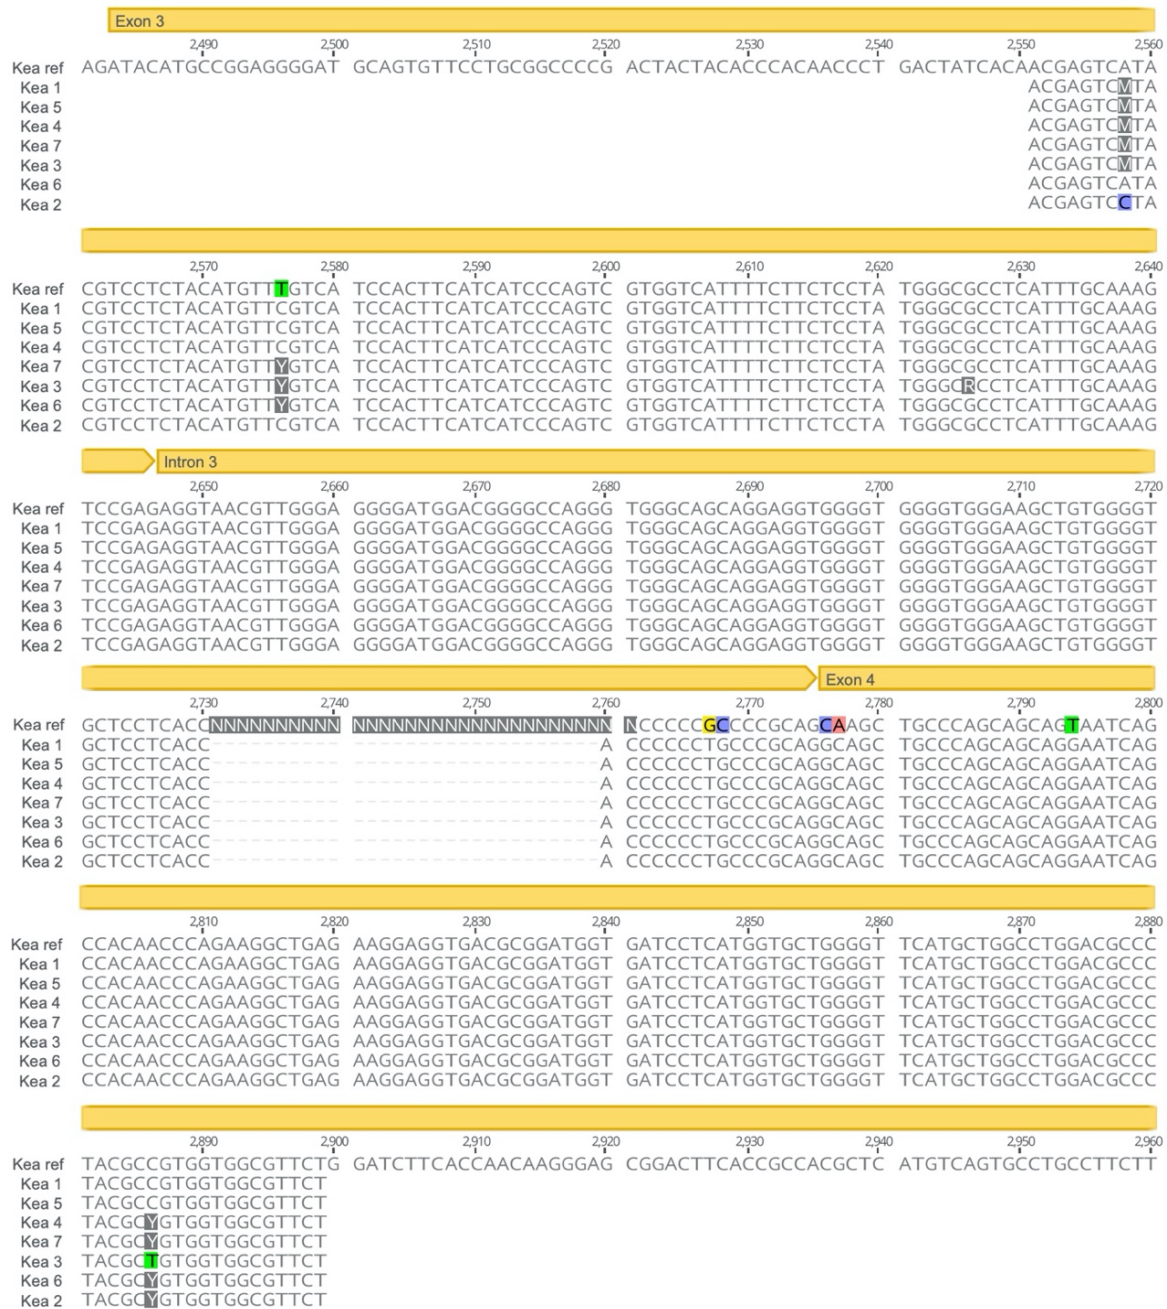 Exon 3
2,490 2,500 2,510 2,520 2,530 2,540 2,550 2,560
Kea ref AGATACATGCCGGAGGGGAT GCAGTGTTCCTGCGGCCCCG ACTACTACACCCACAACCCT GACTATCACAACGAGTCATA
Kea 1 ACGAGTCMTA
Kea 5 ACGAGTCMTA
Kea 4 ACGAGTCMTA
Kea 7 ACGAGTCMTA
Kea 3 ACGAGTCMTA
Kea 6 ACGAGTCATA
Kea 2 ACGAGTCCTA
2,570 2,580 2,590 2,600 2,610 2,620 2,630 2,640
Kea ref CGTCCTCTACATGTTTGTCA TCCACTTCATCATCCCAGTC GTGGTCATTTTCTTCTCCTA TGGGCGCCTCATTTGCAAAG
Kea 1 CGTCCTCTACATGTTCGTCA TCCACTTCATCATCCCAGTC GTGGTCATTTTCTTCTCCTA TGGGCGCCTCATTTGCAAAG
Kea 5 CGTCCTCTACATGTTCGTCA TCCACTTCATCATCCCAGTC GTGGTCATTTTCTTCTCCTA TGGGCGCCTCATTTGCAAAG
Kea 4 CGTCCTCTACATGTTCGTCA TCCACTTCATCATCCCAGTC GTGGTCATTTTCTTCTCCTA TGGGCGCCTCATTTGCAAAG
Kea 7 CGTCCTCTACATGTTYGTCA TCCACTTCATCATCCCAGTC GTGGTCATTTTCTTCTCCTA TGGGCGCCTCATTTGCAAAG
Kea 3 CGTCCTCTACATGTTYGTCA TCCACTTCATCATCCCAGTC GTGGTCATTTTCTTCTCCTA TGGGCRCCTCATTTGCAAAG
Kea 6 CGTCCTCTACATGTTYGTCA TCCACTTCATCATCCCAGTC GTGGTCATTTTCTTCTCCTA TGGGCGCCTCATTTGCAAAG
Kea 2 CGTCCTCTACATGTTCGTCA TCCACTTCATCATCCCAGTC GTGGTCATTTTCTTCTCCTA TGGGCGCCTCATTTGCAAAG
Intron 3
2,650 2,660 2,670 2,680 2,690 2,700 2,710 2,720
Kea ref TCCGAGAGGTAACGTTGGGA GGGGATGGACGGGGCCAGGG TGGGCAGCAGGAGGTGGGGT GGGGTGGGAAGCTGTGGGGT
Kea 1 TCCGAGAGGTAACGTTGGGA GGGGATGGACGGGGCCAGGG TGGGCAGCAGGAGGTGGGGT GGGGTGGGAAGCTGTGGGGT
Kea 5 TCCGAGAGGTAACGTTGGGA GGGGATGGACGGGGCCAGGG TGGGCAGCAGGAGGTGGGGT GGGGTGGGAAGCTGTGGGGT
Kea 4 TCCGAGAGGTAACGTTGGGA GGGGATGGACGGGGCCAGGG TGGGCAGCAGGAGGTGGGGT GGGGTGGGAAGCTGTGGGGT
Kea 7 TCCGAGAGGTAACGTTGGGA GGGGATGGACGGGGCCAGGG TGGGCAGCAGGAGGTGGGGT GGGGTGGGAAGCTGTGGGGT
Kea 3 TCCGAGAGGTAACGTTGGGA GGGGATGGACGGGGCCAGGG TGGGCAGCAGGAGGTGGGGT GGGGTGGGAAGCTGTGGGGT
Kea 6 TCCGAGAGGTAACGTTGGGA GGGGATGGACGGGGCCAGGG TGGGCAGCAGGAGGTGGGGT GGGGTGGGAAGCTGTGGGGT
Kea 2 TCCGAGAGGTAACGTTGGGA GGGGATGGACGGGGCCAGGG TGGGCAGCAGGAGGTGGGGT GGGGTGGGAAGCTGTGGGGT
Exon 4
2,730 2,740 2,750 2,760 2,770 2,780 2,790 2,800
Kea ref GCTCCTCACCNNNNNNNNNN NNNNNNNNNNNNNNNNNNNN NCCCCCGCCCCGCAGCAAGC TGCCCAGCAGCAGTAATCAG
Kea 1 GCTCCTCACC---------- -------------------A CCCCCCTGCCCGCAGGCAGC TGCCCAGCAGCAGGAATCAG
Kea 5 GCTCCTCACC---------- -------------------A CCCCCCTGCCCGCAGGCAGC TGCCCAGCAGCAGGAATCAG
Kea 4 GCTCCTCACC---------- -------------------A CCCCCCTGCCCGCAGGCAGC TGCCCAGCAGCAGGAATCAG
Kea 7 GCTCCTCACC---------- -------------------A CCCCCCTGCCCGCAGGCAGC TGCCCAGCAGCAGGAATCAG
Kea 3 GCTCCTCACC---------- -------------------A CCCCCCTGCCCGCAGGCAGC TGCCCAGCAGCAGGAATCAG
Kea 6 GCTCCTCACC---------- -------------------A CCCCCCTGCCCGCAGGCAGC TGCCCAGCAGCAGGAATCAG
Kea 2 GCTCCTCACC---------- -------------------A CCCCCCTGCCCGCAGGCAGC TGCCCAGCAGCAGGAATCAG
2,810 2,820 2,830 2,840 2,850 2,860 2,870 2,880
Kea ref CCACAACCCAGAAGGCTGAG AAGGAGGTGACGCGGATGGT GATCCTCATGGTGCTGGGGT TCATGCTGGCCTGGACGCCC
Kea 1 CCACAACCCAGAAGGCTGAG AAGGAGGTGACGCGGATGGT GATCCTCATGGTGCTGGGGT TCATGCTGGCCTGGACGCCC
Kea 5 CCACAACCCAGAAGGCTGAG AAGGAGGTGACGCGGATGGT GATCCTCATGGTGCTGGGGT TCATGCTGGCCTGGACGCCC
Kea 4 CCACAACCCAGAAGGCTGAG AAGGAGGTGACGCGGATGGT GATCCTCATGGTGCTGGGGT TCATGCTGGCCTGGACGCCC
Kea 7 CCACAACCCAGAAGGCTGAG AAGGAGGTGACGCGGATGGT GATCCTCATGGTGCTGGGGT TCATGCTGGCCTGGACGCCC
Kea 3 CCACAACCCAGAAGGCTGAG AAGGAGGTGACGCGGATGGT GATCCTCATGGTGCTGGGGT TCATGCTGGCCTGGACGCCC
Kea 6 CCACAACCCAGAAGGCTGAG AAGGAGGTGACGCGGATGGT GATCCTCATGGTGCTGGGGT TCATGCTGGCCTGGACGCCC
Kea 2 CCACAACCCAGAAGGCTGAG AAGGAGGTGACGCGGATGGT GATCCTCATGGTGCTGGGGT TCATGCTGGCCTGGACGCCC
2,890 2,900 2,910 2,920 2,930 2,940 2,950 2,960
Kea ref TACGCCGTGGTGGCGTTCTG GATCTTCACCAACAAGGGAG CGGACTTCACCGCCACGCTC ATGTCAGTGCCTGCCTTCTT
Kea 1 TACGCCGTGGTGGCGTTCT
Kea 5 TACGCCGTGGTGGCGTTCT
Kea 4 TACGCYGTGGTGGCGTTCT
Kea 7 TACGCYGTGGTGGCGTTCT
Kea 3 TACGCTGTGGTGGCGTTCT
Kea 6 TACGCYGTGGTGGCGTTCT
Kea 2 TACGCYGTGGTGGCGTTCT